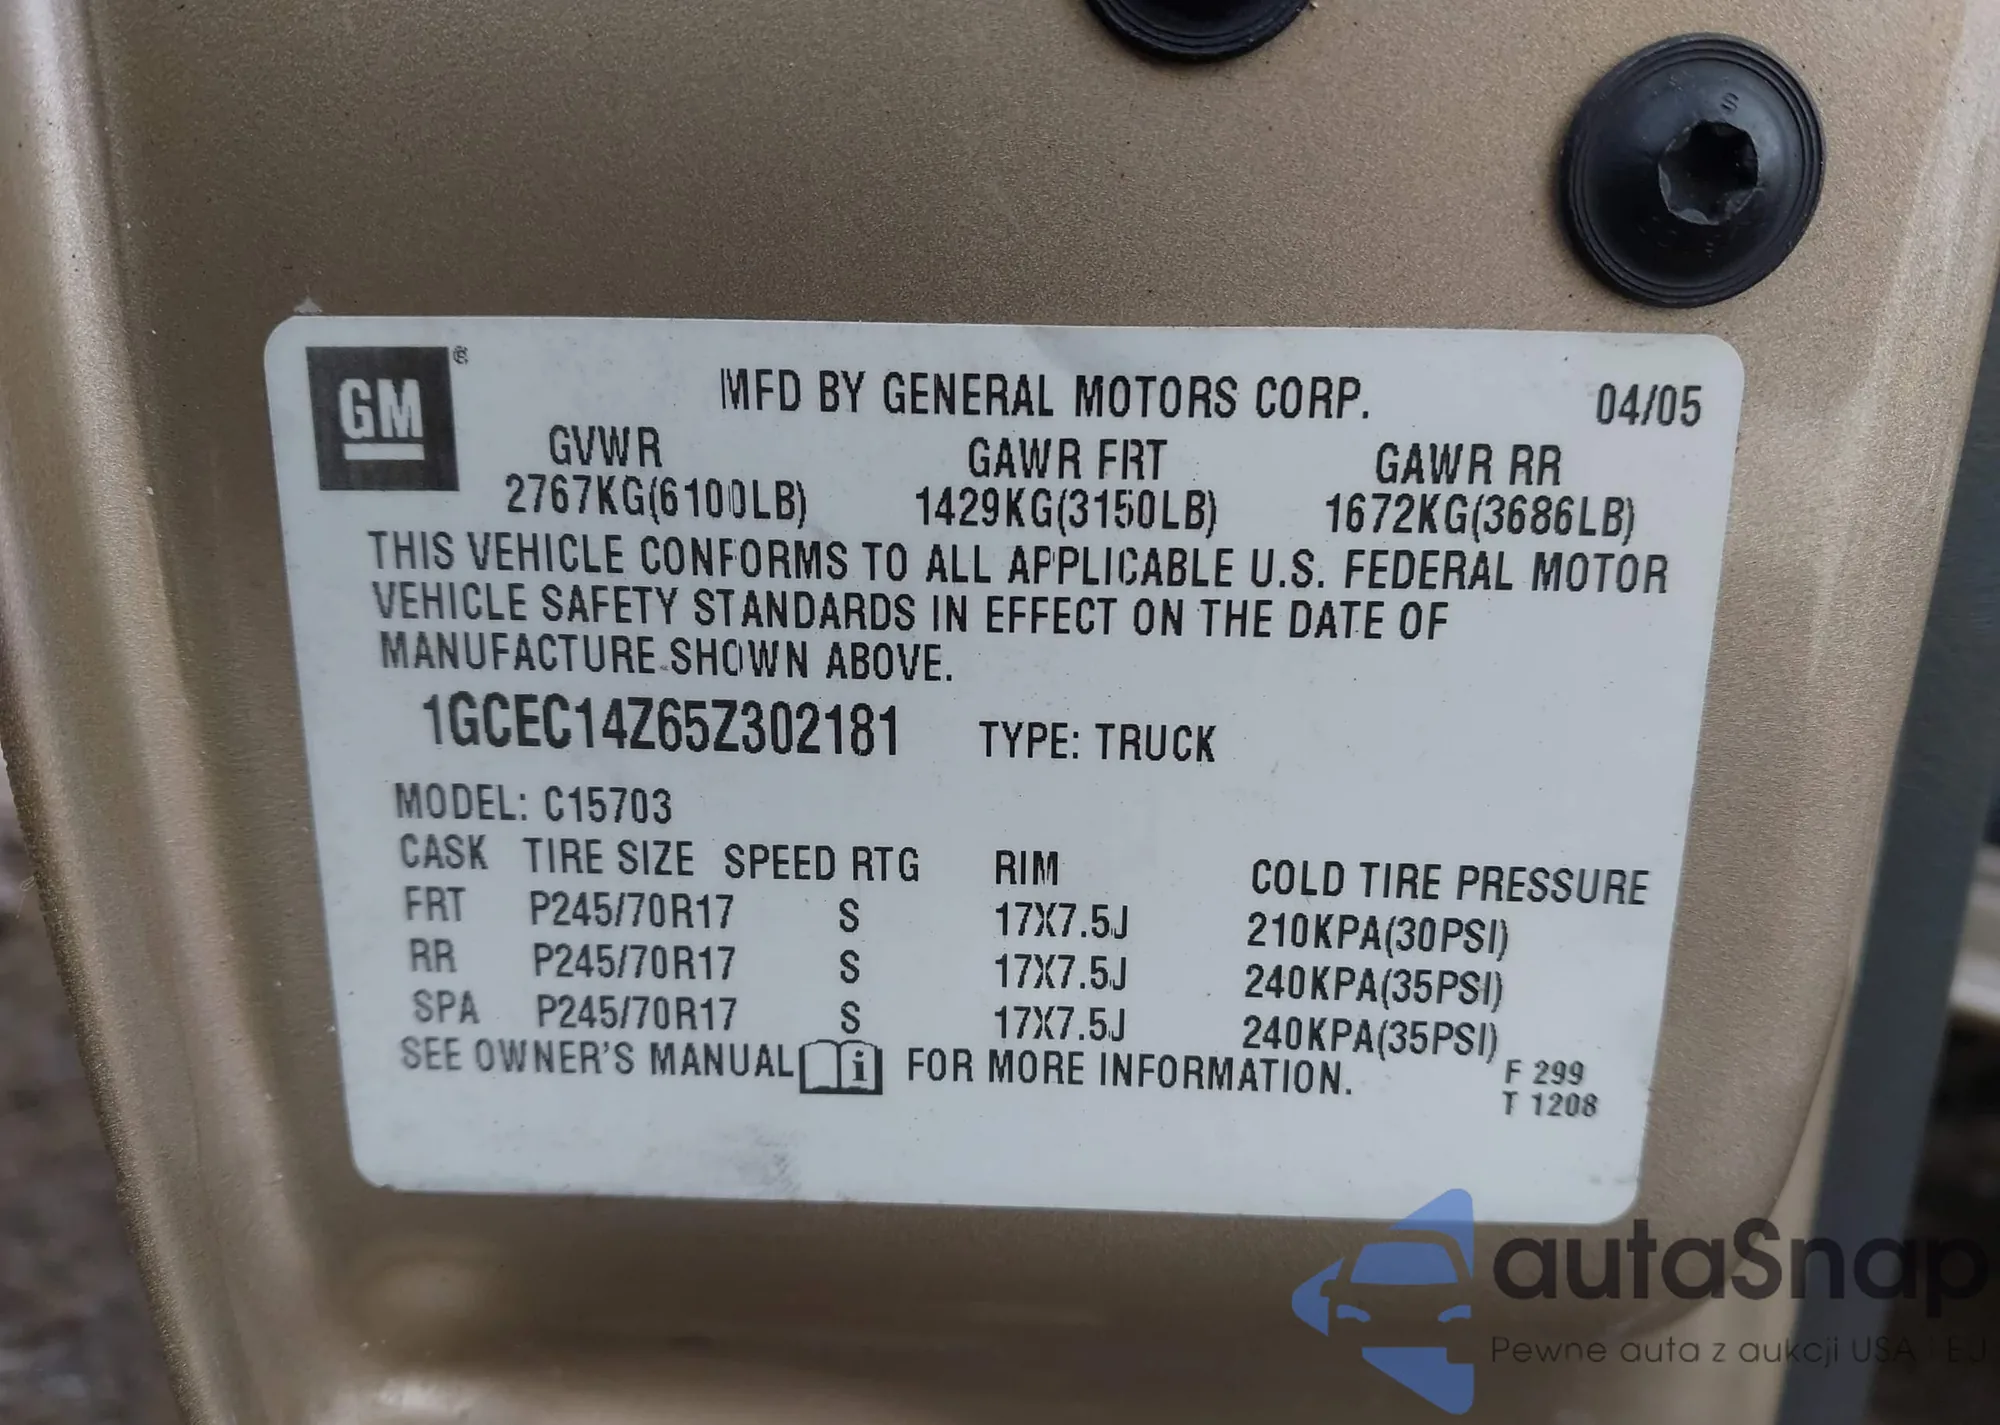 GM®
MFD BY GENERAL MOTORS CORP. 04/05
GVWR GAWR FRT GAWR RR
2767KG(6100LB) 1429KG(3150LB) 1672KG(3686LB)
THIS VEHICLE CONFORMS TO ALL APPLICABLE U.S. FEDERAL MOTOR
VEHICLE SAFETY STANDARDS IN EFFECT ON THE DATE OF
MANUFACTURE SHOWN ABOVE.
1GCEC14Z65Z302181 TYPE: TRUCK
MODEL: C15703
CASK TIRE SIZE SPEED RTG RIM COLD TIRE PRESSURE
FRT P245/70R17 S 17X7.5J 210KPA(30PSI)
RR P245/70R17 S 17X7.5J 240KPA(35PSI)
SPA P245/70R17 S 17X7.5J 240KPA(35PSI)
SEE OWNER'S MANUAL i FOR MORE INFORMATION.
F 299
T 1208
S
autaSnap
Pewne auta z aukcji USA i EU